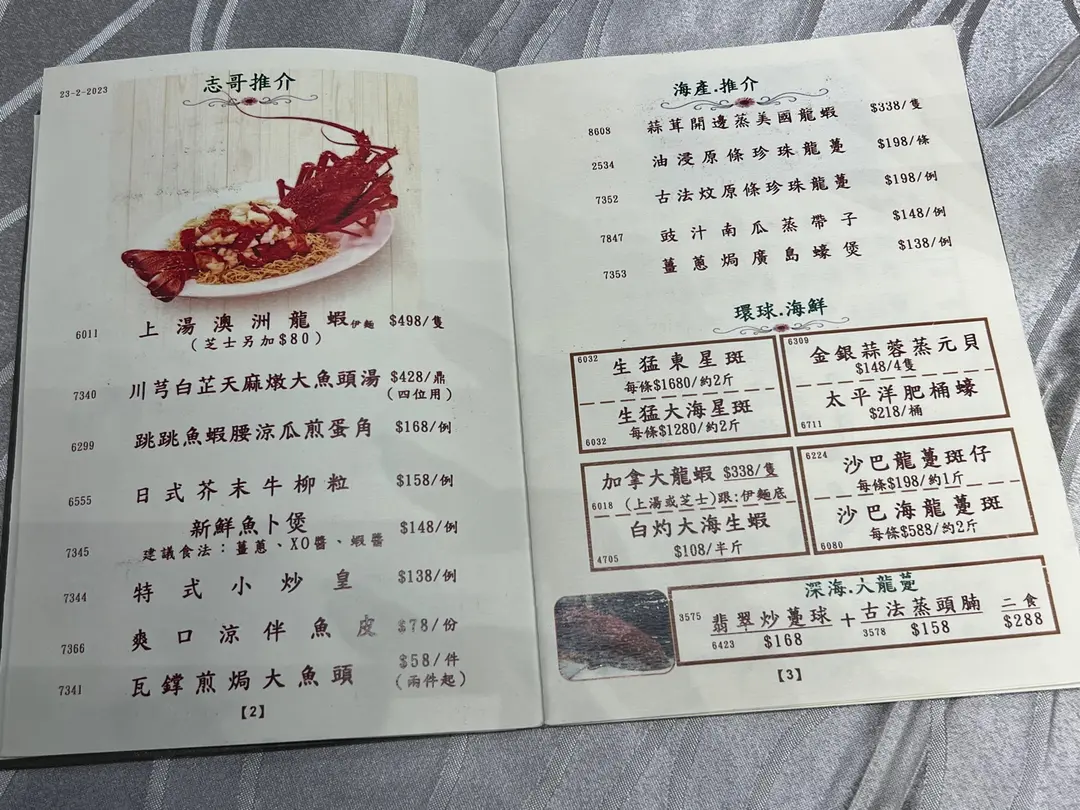 23-2-2023
志哥推介
6011 上湯澳洲龍蝦伊麵 $498/隻
(芝士另加$80)
7340 川芎白芷天麻燉大魚頭湯 $428/鼎
(四位用)
6299 跳跳魚蝦腰涼瓜煎蛋角 $168/例
6555 日式芥末牛柳粒 $158/例
新鮮魚卜煲
7345 建議食法：薑蔥、XO醬、蝦醬 $148/例
7344 特式小炒皇 $138/例
7366 爽口涼伴魚皮 $78/份
7341 瓦鏜煎焗大魚頭 $58/件
(兩件起)
【2】
海產.推介
8608 蒜茸開邊蒸美國龍蝦 $338/隻
2534 油浸原條珍珠龍躉 $198/條
7352 古法炆原條珍珠龍躉 $198/例
7847 豉汁南瓜蒸帶子 $148/例
7353 薑蔥焗廣島蠔煲 $138/例
環球.海鮮
6032 生猛東星斑
每條$1680/約2斤
生猛大海星斑
6032 每條$1280/約2斤
6309 金銀蒜蓉蒸元貝
$148/4隻
太平洋肥桶蠔
6711 $218/桶
加拿大龍蝦 $338/隻
6018 (上湯或芝士)跟:伊麵底
白灼大海生蝦
4705 $108/半斤
6224 沙巴龍躉斑仔
每條$198/約1斤
沙巴海龍躉斑
6080 每條$588/約2斤
深海.大龍躉
3575 翡翠炒躉球 + 古法蒸頭腩 二食
6423 $168 3578 $158 $288
【3】